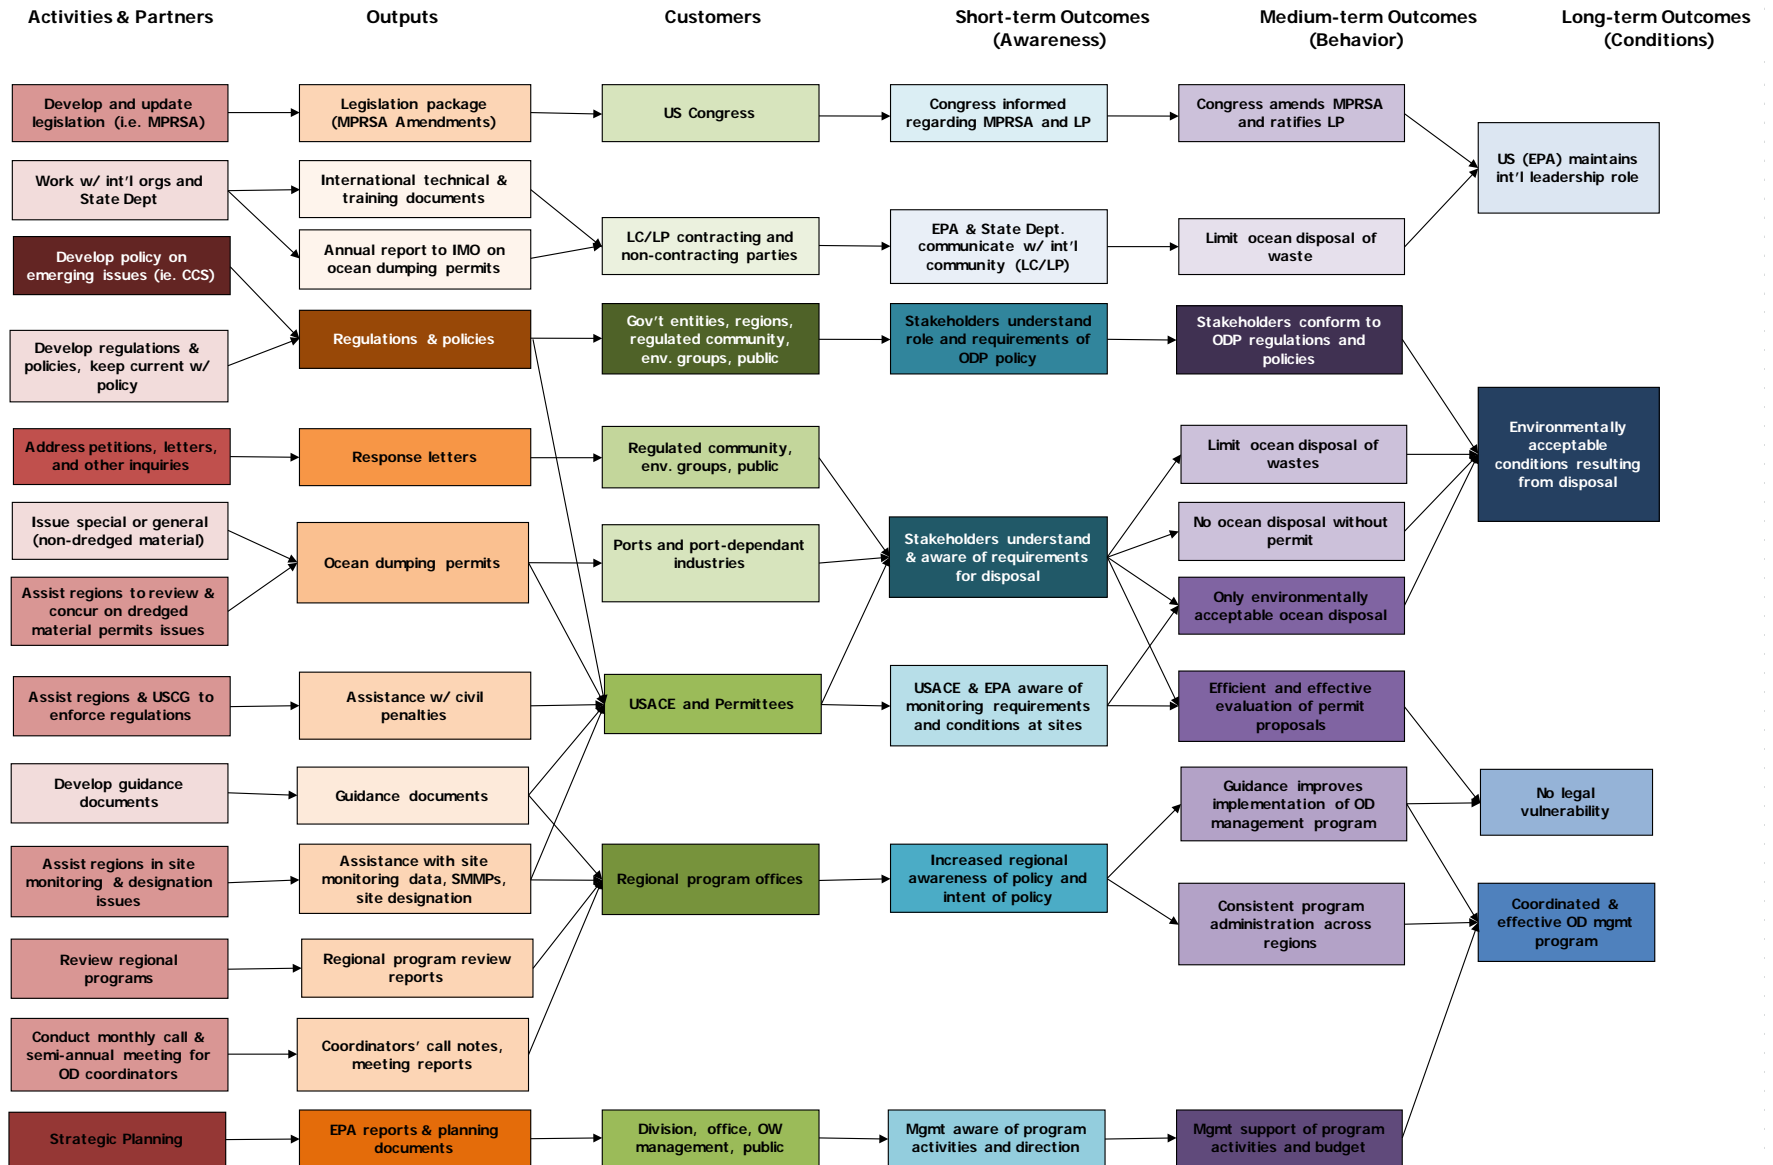 Activities & Partners
Outputs
Customers
Short-term Outcomes
(Awareness)
Medium-term Outcomes
(Behavior)
Long-term Outcomes
(Conditions)
Develop and update
legislation (i.e. MPRSA)
Legislation package
(MPRSA Amendments)
US Congress
Congress informed
regarding MPRSA and LP
Congress amends MPRSA
and ratifies LP
US (EPA) maintains
int'l leadership role
Work w/ int'l orgs and
State Dept
International technical &
training documents
Annual report to IMO on
ocean dumping permits
LC/LP contracting and
non-contracting parties
EPA & State Dept.
communicate w/ int'l
community (LC/LP)
Limit ocean disposal of
waste
Develop policy on
emerging issues (ie. CCS)
Develop regulations &
policies, keep current w/
policy
Regulations & policies
Gov't entities, regions,
regulated community,
env. groups, public
Stakeholders understand
role and requirements of
ODP policy
Stakeholders conform to
ODP regulations and
policies
Environmentally
acceptable
conditions resulting
from disposal
Address petitions, letters,
and other inquiries
Response letters
Regulated community,
env. groups, public
Limit ocean disposal of
wastes
Issue special or general
(non-dredged material)
Assist regions to review &
concur on dredged
material permits issues
Ocean dumping permits
Ports and port-dependant
industries
Stakeholders understand
& aware of requirements
for disposal
No ocean disposal without
permit
Only environmentally
acceptable ocean disposal
Assist regions & USCG to
enforce regulations
Assistance w/ civil
penalties
USACE and Permittees
USACE & EPA aware of
monitoring requirements
and conditions at sites
Efficient and effective
evaluation of permit
proposals
Develop guidance
documents
Guidance documents
Guidance improves
implementation of OD
management program
No legal
vulnerability
Assist regions in site
monitoring & designation
issues
Assistance with site
monitoring data, SMMPs,
site designation
Regional program offices
Increased regional
awareness of policy and
intent of policy
Consistent program
administration across
regions
Coordinated &
effective OD mgmt
program
Review regional
programs
Regional program review
reports
Conduct monthly call &
semi-annual meeting for
OD coordinators
Coordinators' call notes,
meeting reports
Strategic Planning
EPA reports & planning
documents
Division, office, OW
management, public
Mgmt aware of program
activities and direction
Mgmt support of program
activities and budget